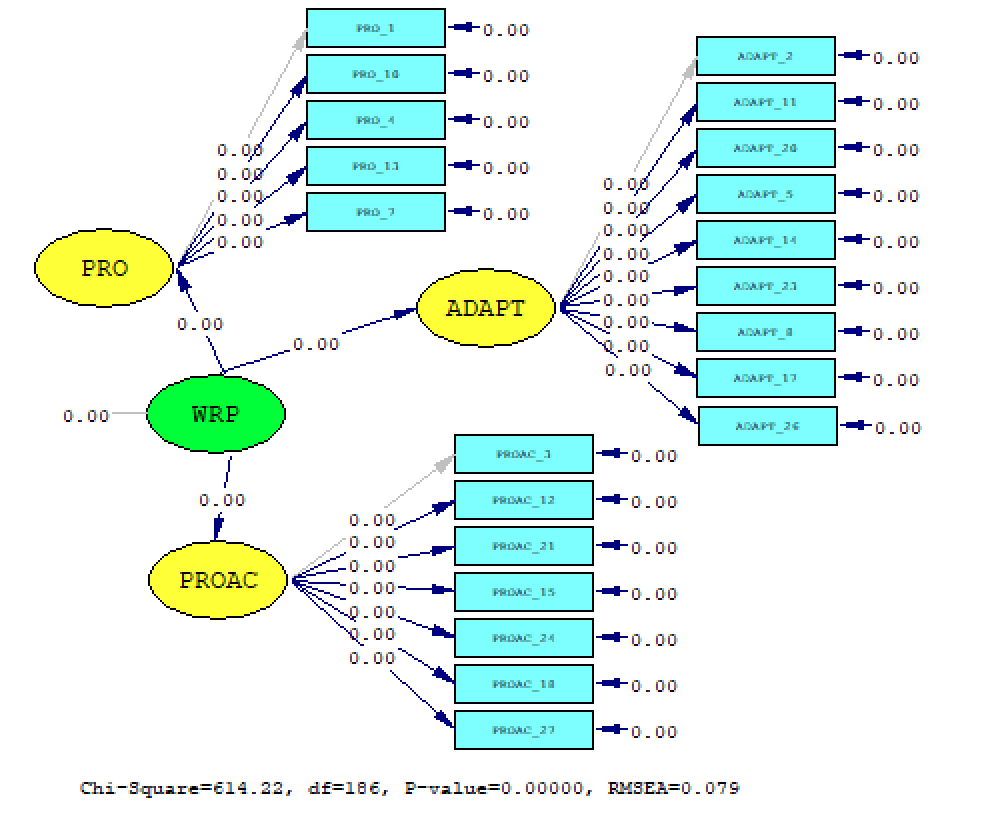 PRO_1 0.00
PRO_10 0.00
PRO_4 0.00
PRO_13 0.00
PRO_7 0.00
0.00
0.00
0.00
0.00
0.00
PRO
ADAPT_2 0.00
ADAPT_11 0.00
ADAPT_20 0.00
ADAPT_5 0.00
ADAPT_14 0.00
ADAPT_23 0.00
ADAPT_8 0.00
ADAPT_17 0.00
ADAPT_26 0.00
0.00
0.00
0.00
0.00
0.00
0.00
0.00
0.00
0.00
ADAPT
0.00
0.00
0.00
WRP
0.00
PROAC_3 0.00
PROAC_12 0.00
PROAC_21 0.00
PROAC_15 0.00
PROAC_24 0.00
PROAC_18 0.00
PROAC_27 0.00
0.00
0.00
0.00
0.00
0.00
0.00
0.00
PROAC
Chi-Square=614.22, df=186, P-value=0.00000, RMSEA=0.079